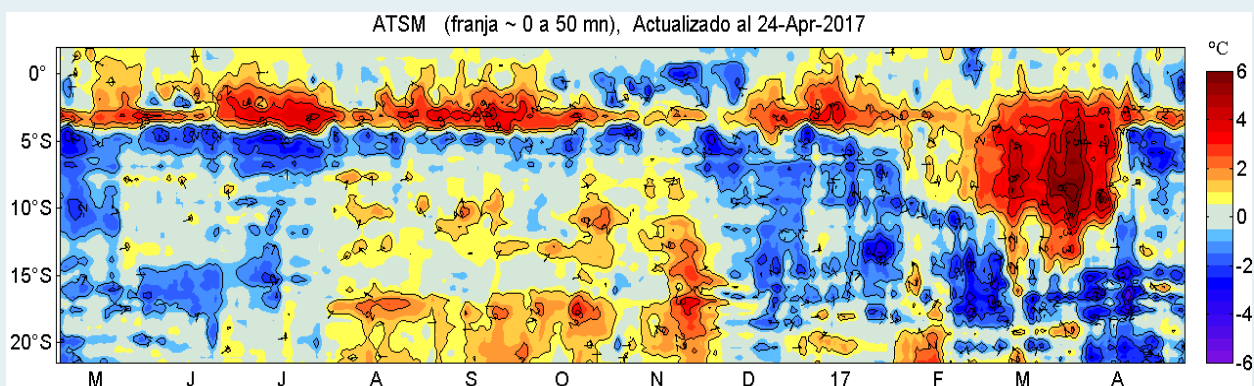 ATSM (franja ~ 0 a 50 mn), Actualizado al 24-Apr-2017
ºC
0°
5°S
10°S
15°S
20°S
6
4
2
0
-2
-4
-6
M J J A S O N D 17 F M A